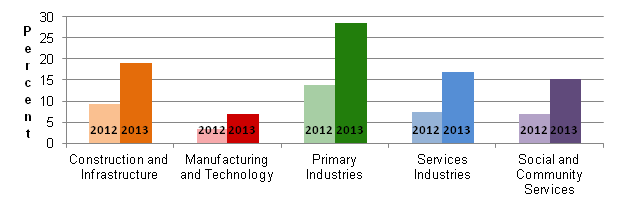 Percent
30
25
20
15
10
5
0
2012 2013 2012 2013 2012 2013 2012 2013 2012 2013
Construction and Infrastructure
Manufacturing and Technology
Primary Industries
Services Industries
Social and Community Services